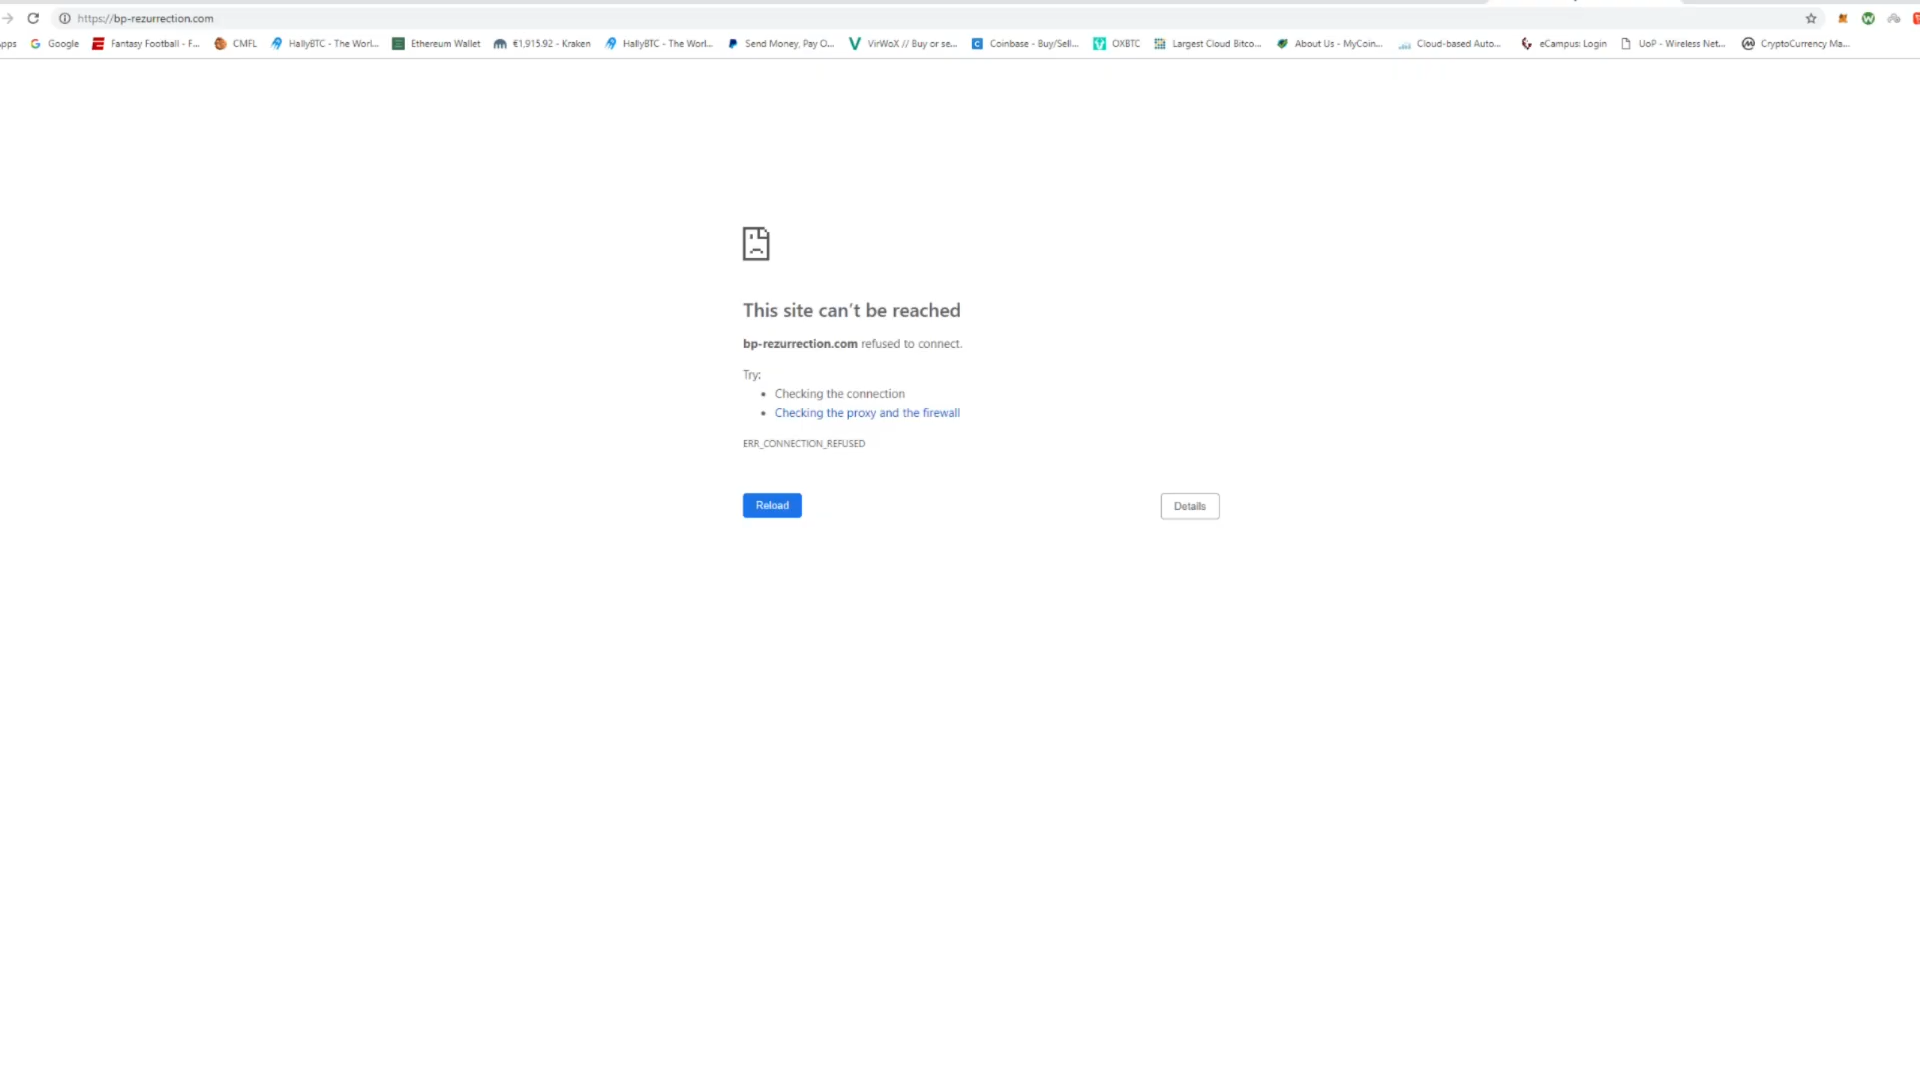 https://bp-rezurrection.com
pps Google Fantasy Football - F... CMFL HallyBTC - The Worl... Ethereum Wallet €1,915.92 - Kraken HallyBTC - The Worl... Send Money, Pay O... VirWoX // Buy or se... Coinbase - Buy/Sell... OXBTC Largest Cloud Bitco... About Us - MyCoin... Cloud-based Auto... eCampus: Login UoP - Wireless Net... CryptoCurrency Ma...
This site can't be reached
bp-rezurrection.com refused to connect.
Try:
• Checking the connection
• Checking the proxy and the firewall
ERR_CONNECTION_REFUSED
Reload Details